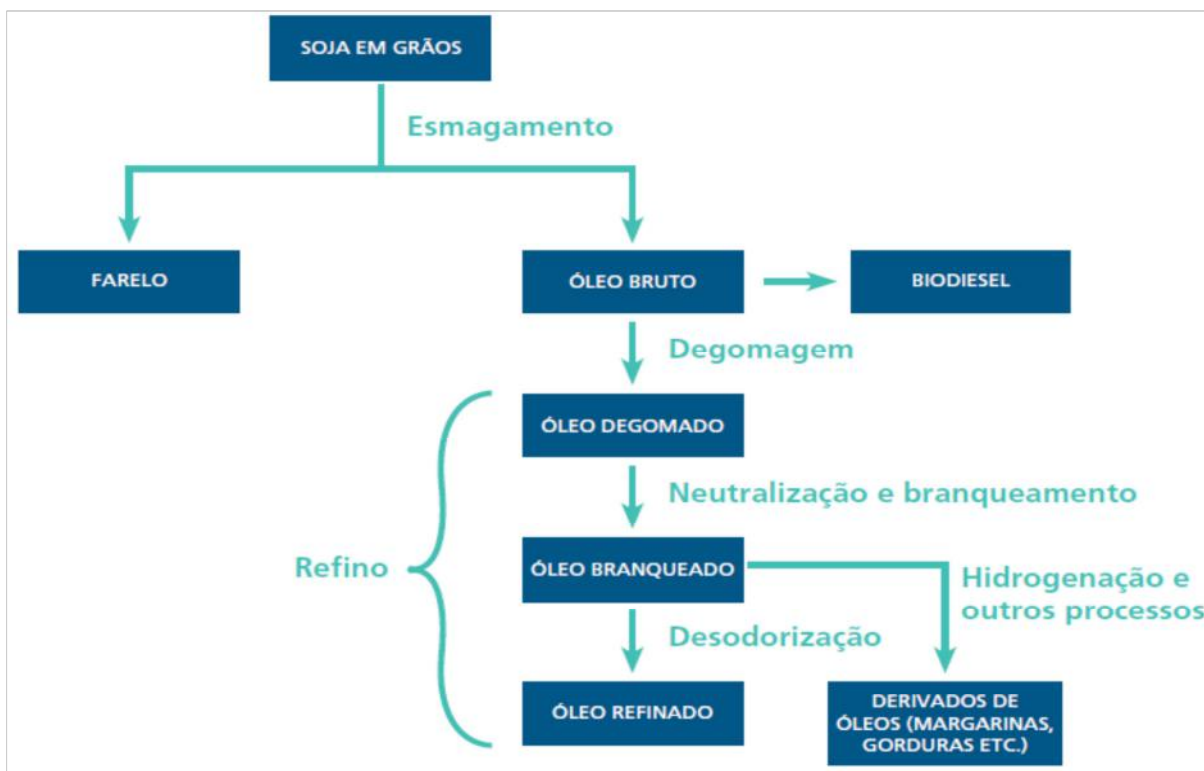 SOJA EM GRÃOS
Esmagamento
FARELO
ÓLEO BRUTO
BIODIESEL
Degomagem
ÓLEO DEGOMADO
Neutralização e branqueamento
Refino
ÓLEO BRANQUEADO
Hidrogenação e
outros processos
Desodorização
ÓLEO REFINADO
DERIVADOS DE
ÓLEOS (MARGARINAS,
GORDURAS ETC.)